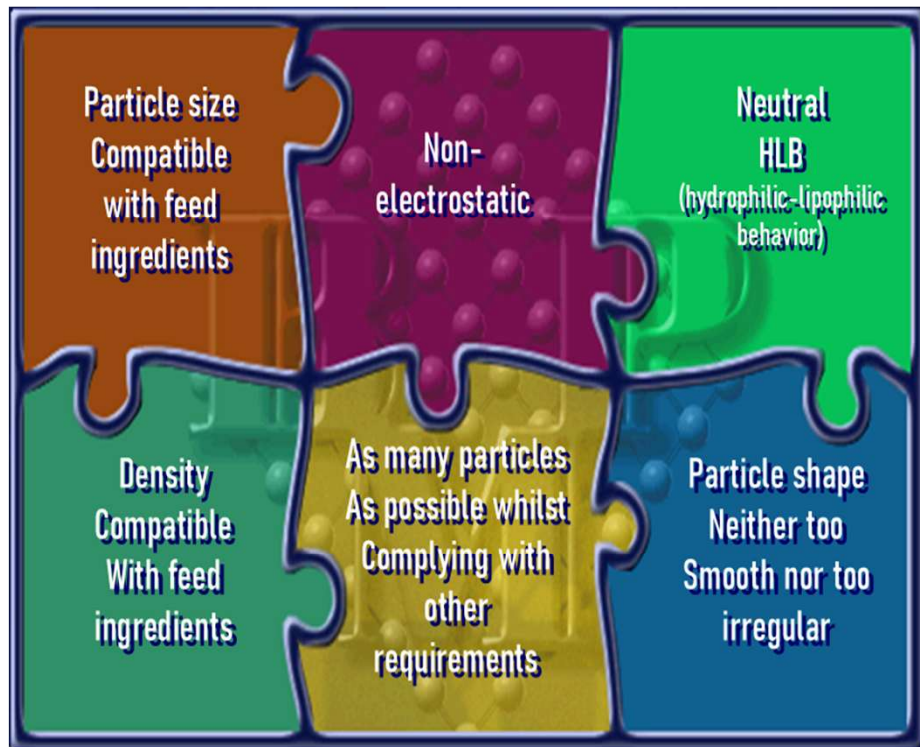 Particle size
Compatible
with feed
ingredients
Non-
electrostatic
Neutral
HLB
(hydrophilic-lipophilic
behavior)
Density
Compatible
With feed
ingredients
As many particles
As possible whilst
Complying with
other
requirements
Particle shape
Neither too
Smooth nor too
irregular